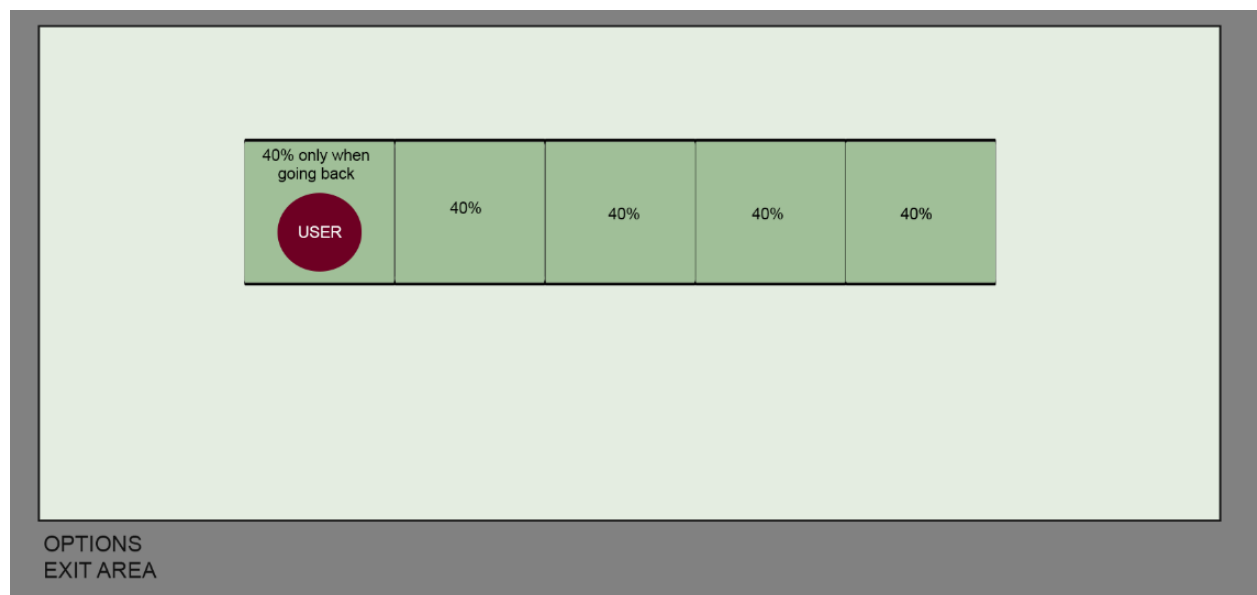 40% only when
going back
USER
40%
40%
40%
40%
OPTIONS
EXIT AREA